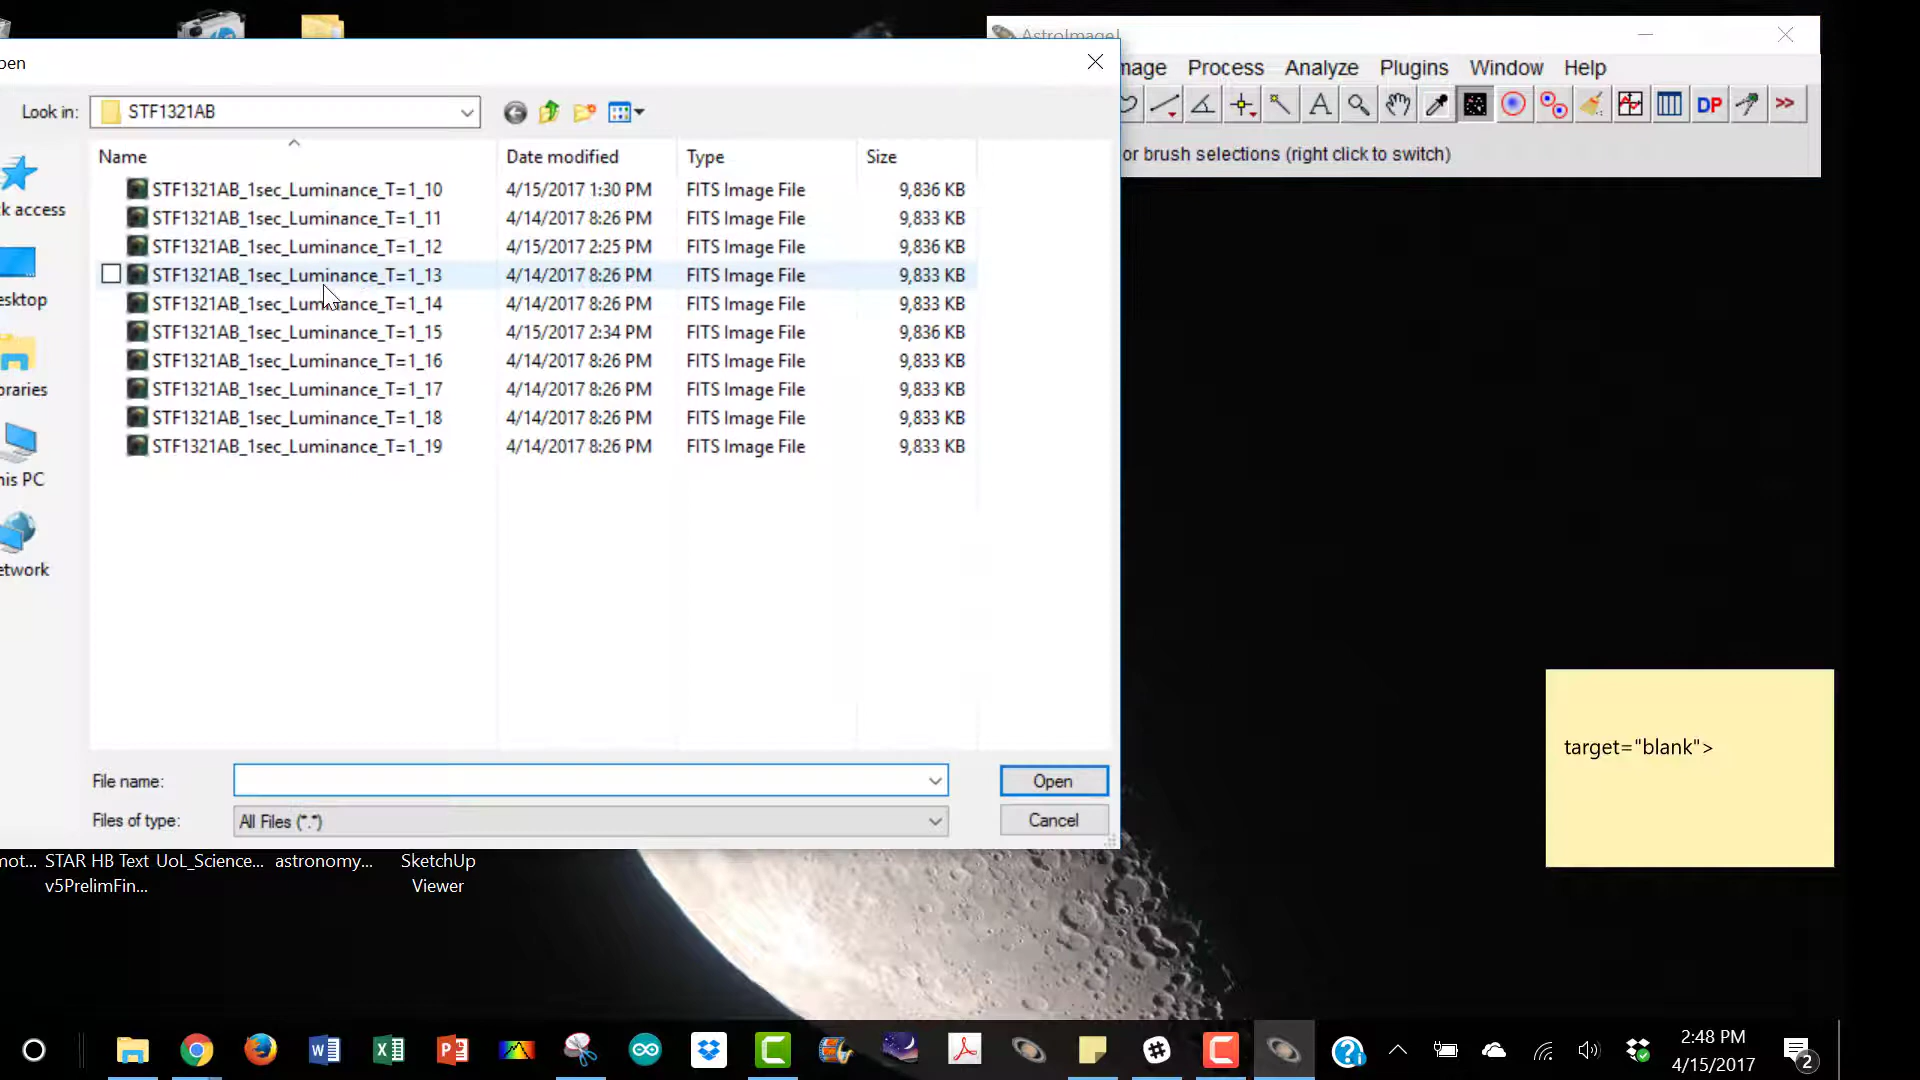 pen
AstroImageJ
mage Process Analyze Plugins Window Help
DP >>
or brush selections (right click to switch)
Look in: STF1321AB
Name Date modified Type Size
STF1321AB_1sec_Luminance_T=1_10 4/15/2017 1:30 PM FITS Image File 9,836 KB
STF1321AB_1sec_Luminance_T=1_11 4/14/2017 8:26 PM FITS Image File 9,833 KB
STF1321AB_1sec_Luminance_T=1_12 4/15/2017 2:25 PM FITS Image File 9,836 KB
STF1321AB_1sec_Luminance_T=1_13 4/14/2017 8:26 PM FITS Image File 9,833 KB
STF1321AB_1sec_Luminance_T=1_14 4/14/2017 8:26 PM FITS Image File 9,833 KB
STF1321AB_1sec_Luminance_T=1_15 4/15/2017 2:34 PM FITS Image File 9,836 KB
STF1321AB_1sec_Luminance_T=1_16 4/14/2017 8:26 PM FITS Image File 9,833 KB
STF1321AB_1sec_Luminance_T=1_17 4/14/2017 8:26 PM FITS Image File 9,833 KB
STF1321AB_1sec_Luminance_T=1_18 4/14/2017 8:26 PM FITS Image File 9,833 KB
STF1321AB_1sec_Luminance_T=1_19 4/14/2017 8:26 PM FITS Image File 9,833 KB
k access
esktop
raries
his PC
etwork
File name: Open
Files of type: All Files (*.*) Cancel
target="blank">
mot... STAR HB Text UoL_Science... astronomy... SketchUp
v5PrelimFin... Viewer
2:48 PM
4/15/2017
2